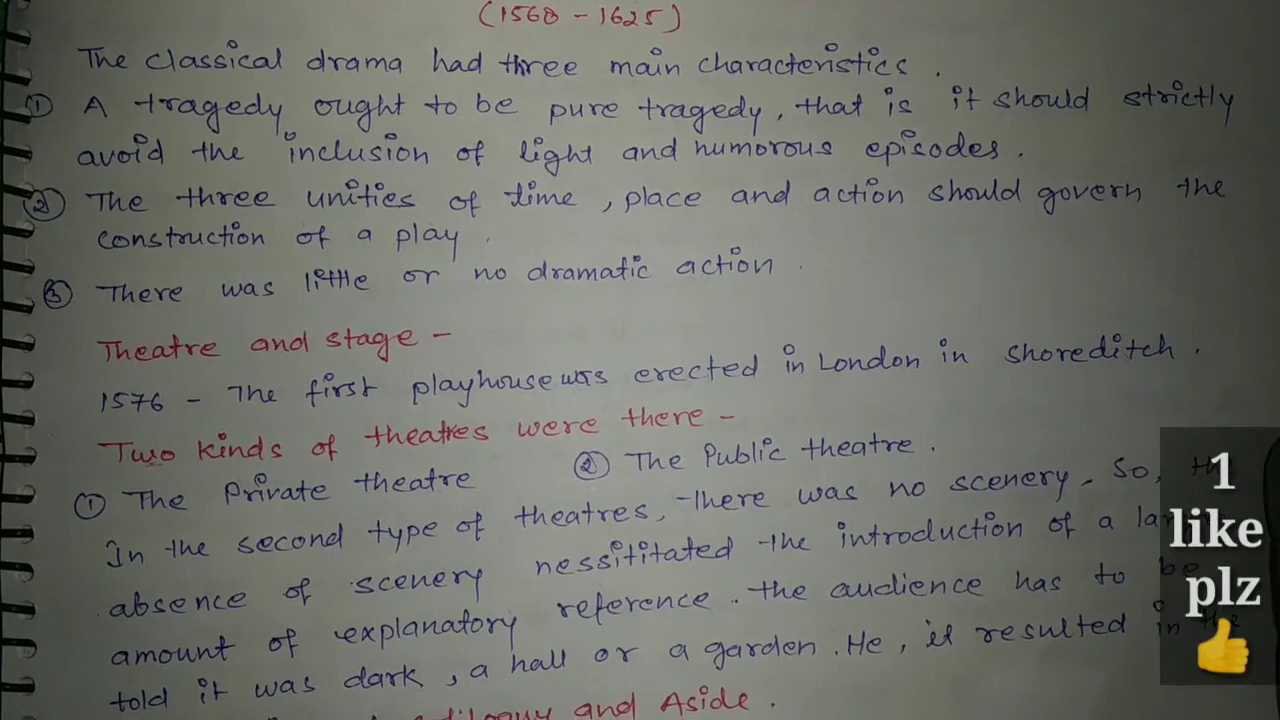 (1568 - 1625)
The classical drama had three main characteristics .
① A tragedy ought to be pure tragedy, that is it should strictly
avoid the inclusion of light and humorous episodes .
② The three unities of time , place and action should govern the
construction of a play .
③ There was little or no dramatic action .
Theatre and stage -
1576 - The first playhouse was erected in London in shoreditch .
Two kinds of theatres were there -
① The Private theatre ② The Public theatre .
In the second type of theatres, there was no scenery. So,
absence of scenery nessititated the introduction of a
amount of explanatory reference . the audience has to be
told it was dark , a hall or a garden . He , it resulted in the
and Aside .
1
like
plz
👍